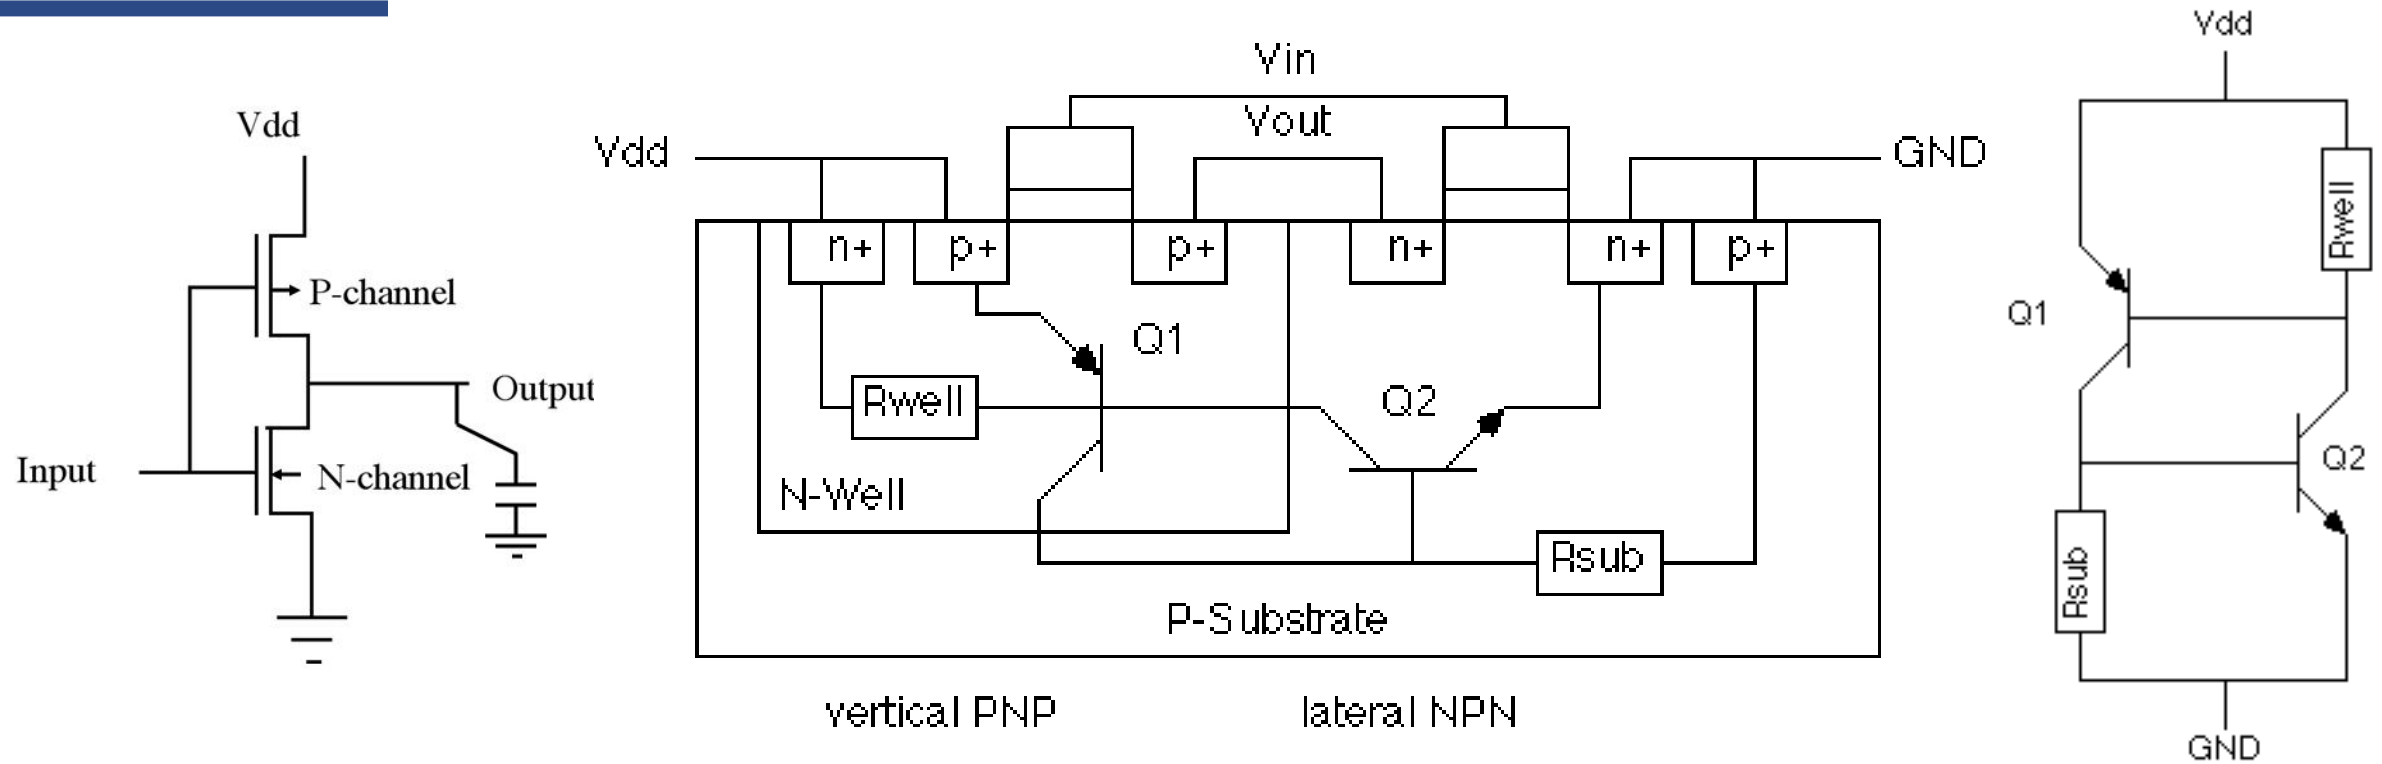 Vdd
P-channel
Output
Input
N-channel
Vin
Vout
Vdd
GND
n+
p+
p+
n+
n+
p+
Q1
Rwell
Q2
N-Well
Rsub
P-Substrate
vertical PNP
lateral NPN
Vdd
Rwell
Q1
Q2
Rsub
GND